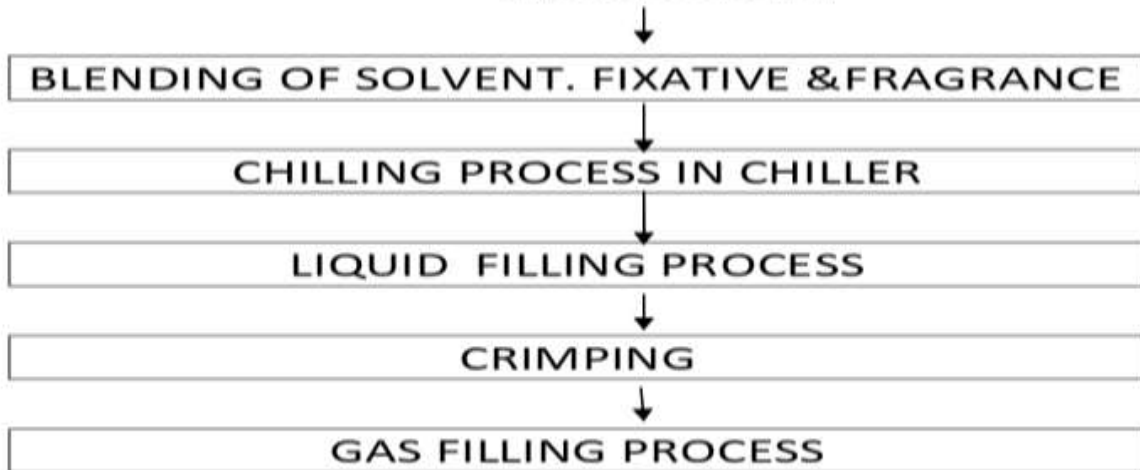 BLENDING OF SOLVENT. FIXATIVE &FRAGRANCE
CHILLING PROCESS IN CHILLER
LIQUID FILLING PROCESS
CRIMPING
GAS FILLING PROCESS